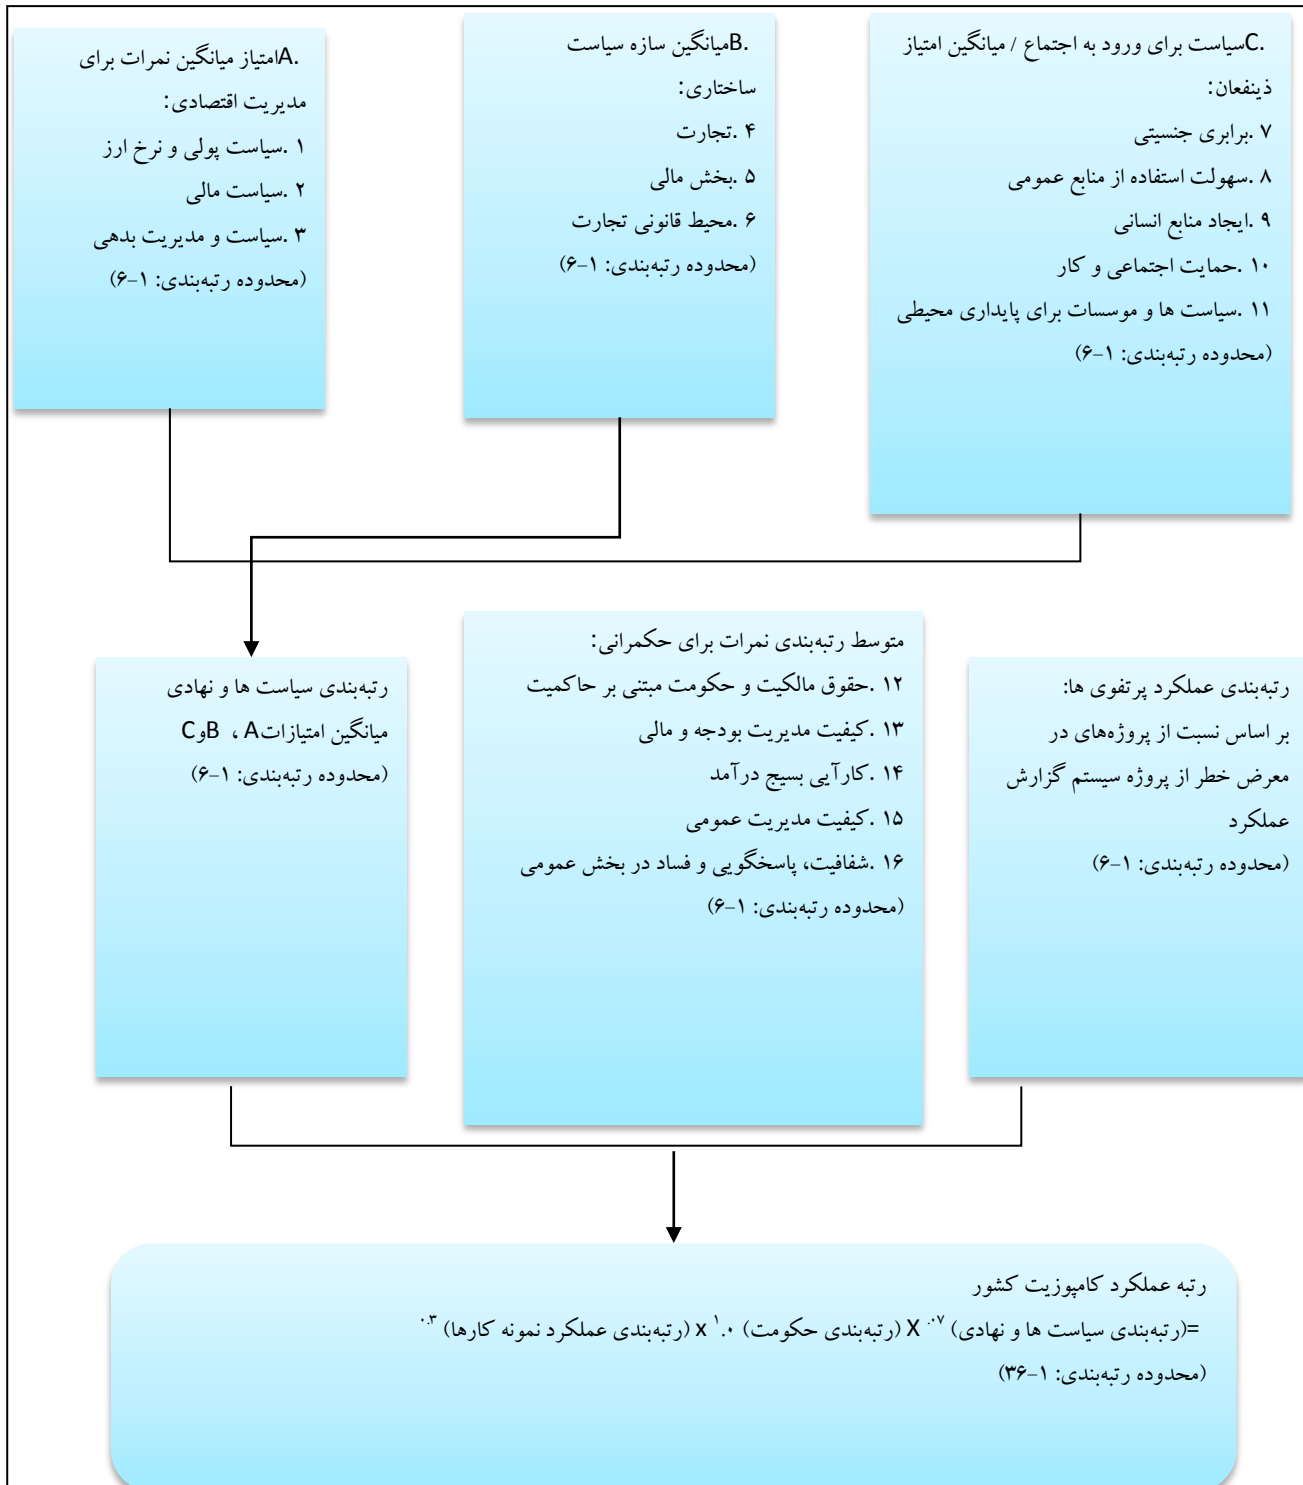 .Cسیاست برای ورود به اجتماع / میانگین امتیاز
ذینفعان:
۷ .برابری جنسیتی
۸ .سهولت استفاده از منابع عمومی
۹ .ایجاد منابع انسانی
۱۰ .حمایت اجتماعی و کار
۱۱ .سیاست ها و موسسات برای پایداری محیطی
(محدوده رتبه‌بندی: ۱-۶)
.Bمیانگین سازه سیاست
ساختاری:
۴ .تجارت
۵ .بخش مالی
۶ .محیط قانونی تجارت
(محدوده رتبه‌بندی: ۱-۶)
.Aامتیاز میانگین نمرات برای
مدیریت اقتصادی:
۱ .سیاست پولی و نرخ ارز
۲ .سیاست مالی
۳ .سیاست و مدیریت بدهی
(محدوده رتبه‌بندی: ۱-۶)
رتبه‌بندی عملکرد پرتفوی ها:
بر اساس نسبت از پروژه‌های در
معرض خطر از پروژه سیستم گزارش
عملکرد
(محدوده رتبه‌بندی: ۱-۶)
متوسط رتبه‌بندی نمرات برای حکمرانی:
۱۲ .حقوق مالکیت و حکومت مبتنی بر حاکمیت
۱۳ .کیفیت مدیریت بودجه و مالی
۱۴ .کارآیی بسیج درآمد
۱۵ .کیفیت مدیریت عمومی
۱۶ .شفافیت، پاسخگویی و فساد در بخش عمومی
(محدوده رتبه‌بندی: ۱-۶)
رتبه‌بندی سیاست ها و نهادی
میانگین امتیازاتA ، BوC
(محدوده رتبه‌بندی: ۱-۶)
رتبه عملکرد کامپوزیت کشور
=(رتبه‌بندی سیاست ها و نهادی) ۰.۷ X (رتبه‌بندی حکومت) ۱.۰ x (رتبه‌بندی عملکرد نمونه کارها) ۰.۳
(محدوده رتبه‌بندی: ۱-۳۶)